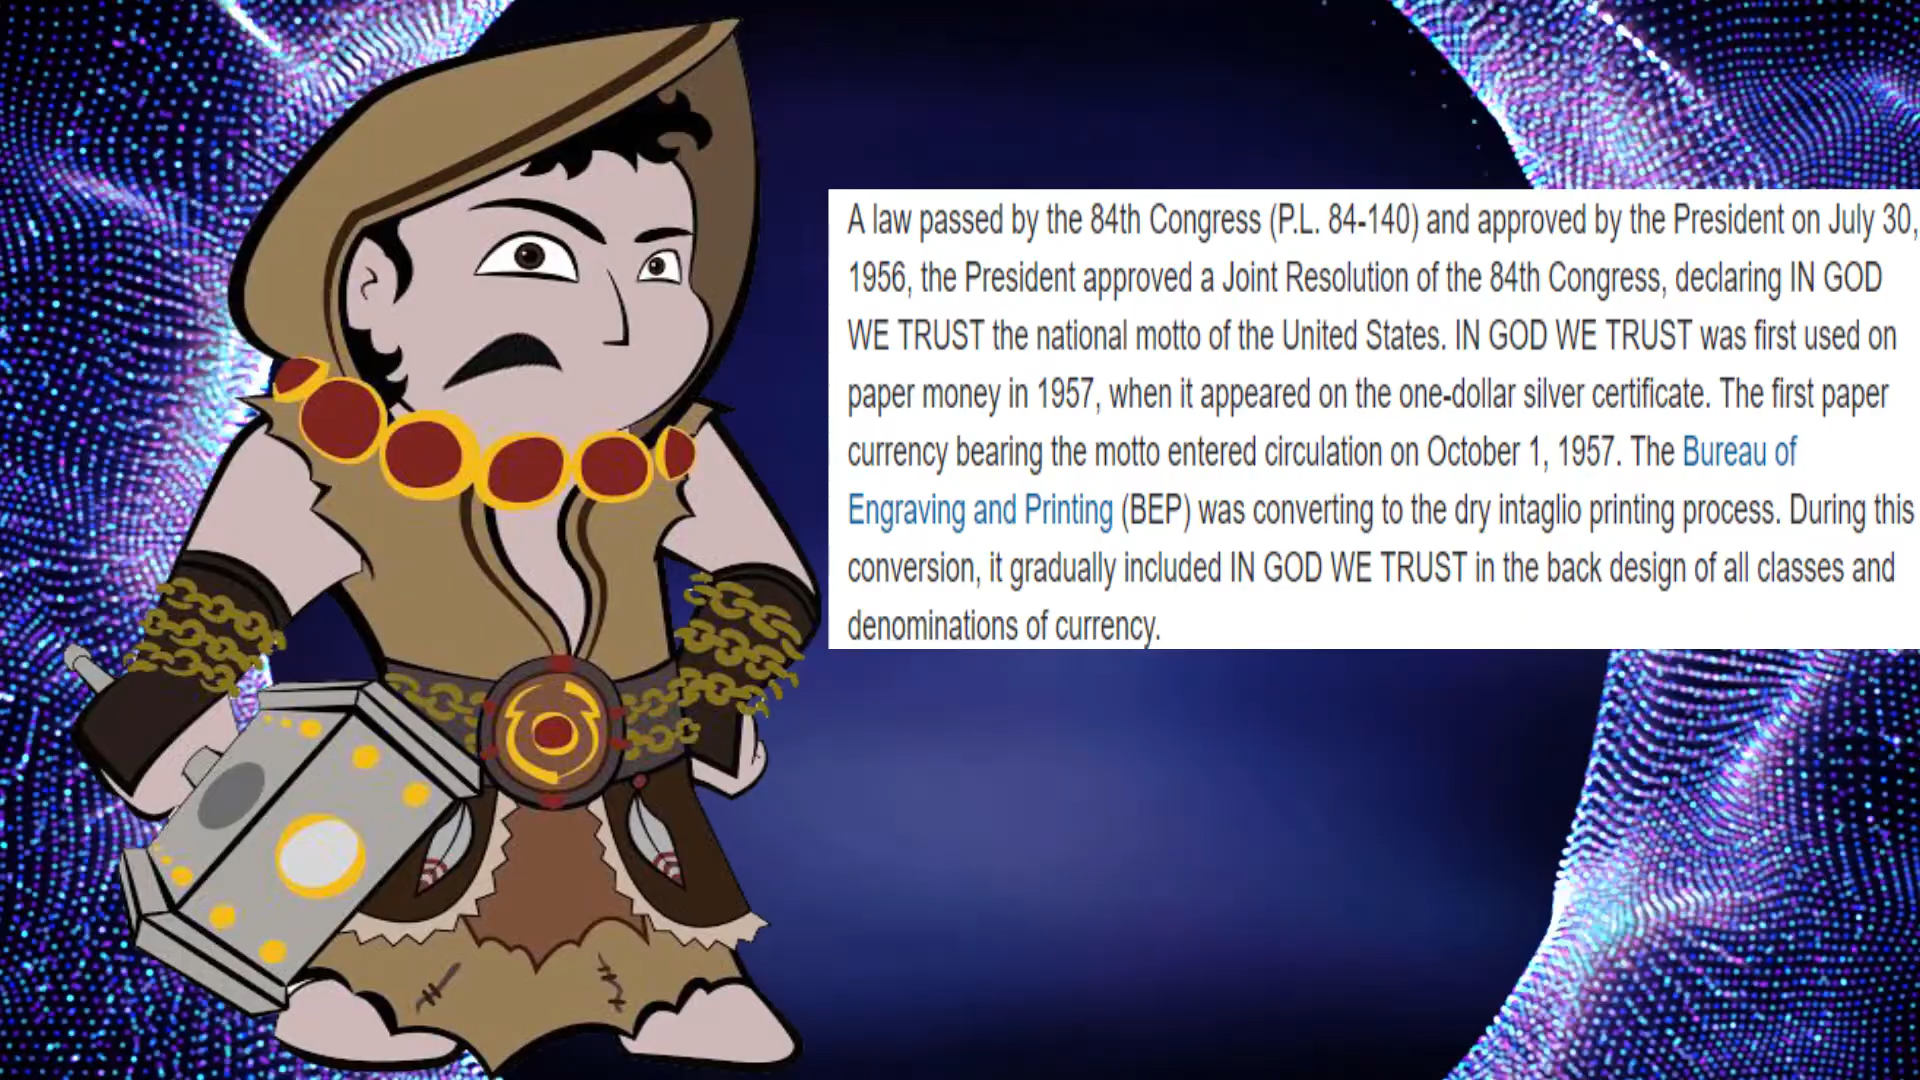 A law passed by the 84th Congress (P.L. 84-140) and approved by the President on July 30,
1956, the President approved a Joint Resolution of the 84th Congress, declaring IN GOD
WE TRUST the national motto of the United States. IN GOD WE TRUST was first used on
paper money in 1957, when it appeared on the one-dollar silver certificate. The first paper
currency bearing the motto entered circulation on October 1, 1957. The Bureau of
Engraving and Printing (BEP) was converting to the dry intaglio printing process. During this
conversion, it gradually included IN GOD WE TRUST in the back design of all classes and
denominations of currency.